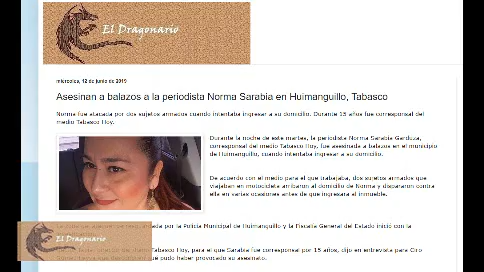 El Dragonario
miércoles, 12 de junio de 2019
Asesinan a balazos a la periodista Norma Sarabia en Huimanguillo, Tabasco
Norma fue atacada por dos sujetos armados cuando intentaba ingresar a su domicilio. Durante 15 años fue corresponsal del
medio Tabasco Hoy.
Durante la noche de este martes, la periodista Norma Sarabia Garduza,
corresponsal del medio Tabasco Hoy, fue asesinada a balazos en el municipio
de Huimanguillo, cuando intentaba ingresar a su domicilio.
De acuerdo con el medio para el que trabajaba, dos sujetos armados que
viajaban en motocicleta arribaron al domicilio de Norma y dispararon contra
ella en varias ocasiones antes de que ingresara al inmueble.
por la Policía Municipal de Huimanguillo y la Fiscalía General del Estado inició con la
El Dragonario
Tabasco Hoy, para el que Sarabia fue corresponsal por 15 años, dijo en entrevista para Ciro
que pudo haber provocado su asesinato.